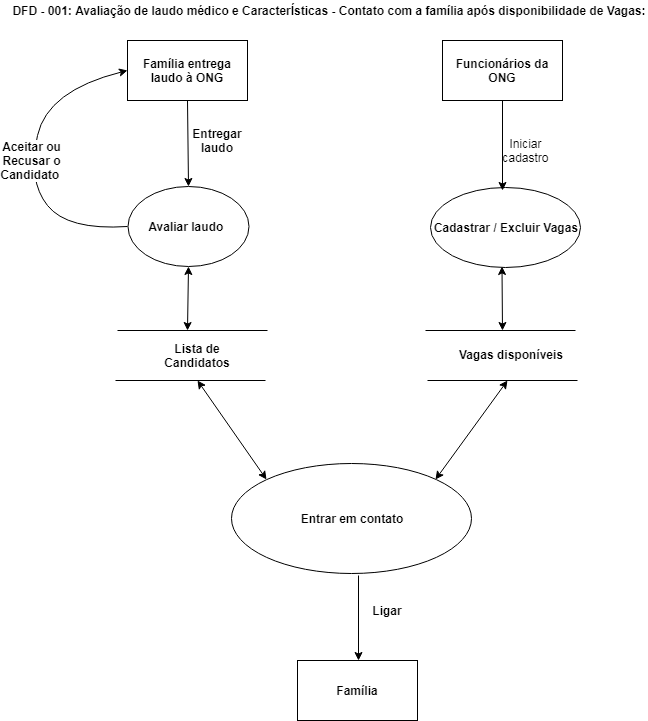 DFD - 001: Avaliação de laudo médico e Características - Contato com a família após disponibilidade de Vagas:
Família entrega
laudo à ONG
Funcionários da
ONG
Entregar
laudo
Iniciar
cadastro
Aceitar ou
Recusar o
Candidato
Avaliar laudo
Cadastrar / Excluir Vagas
Lista de
Candidatos
Vagas disponíveis
Entrar em contato
Ligar
Família